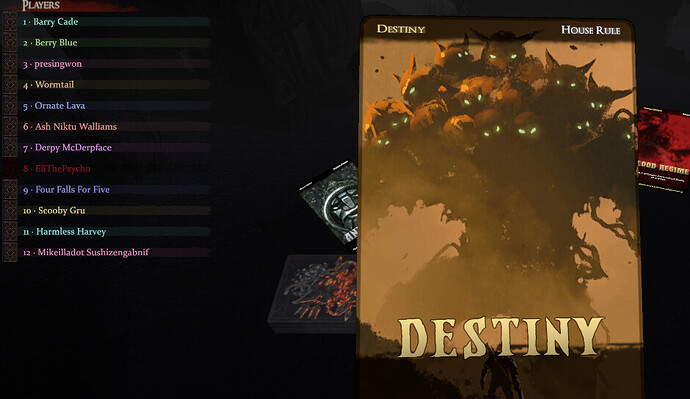 Players
1 · Barry Cade
2 · Berry Blue
3 · presingwon
4 · Wormtail
5 · Ornate Lava
6 · Ash Niktu Walliams
7 · Derpy McDerpface
8 · EliThePsycho
9 · Four Falls For Five
10 · Scooby Gru
11 · Harmless Harvey
12 · Mikeilladot Sushizengabnif
Destiny
House Rule
DESTINY
REGIME